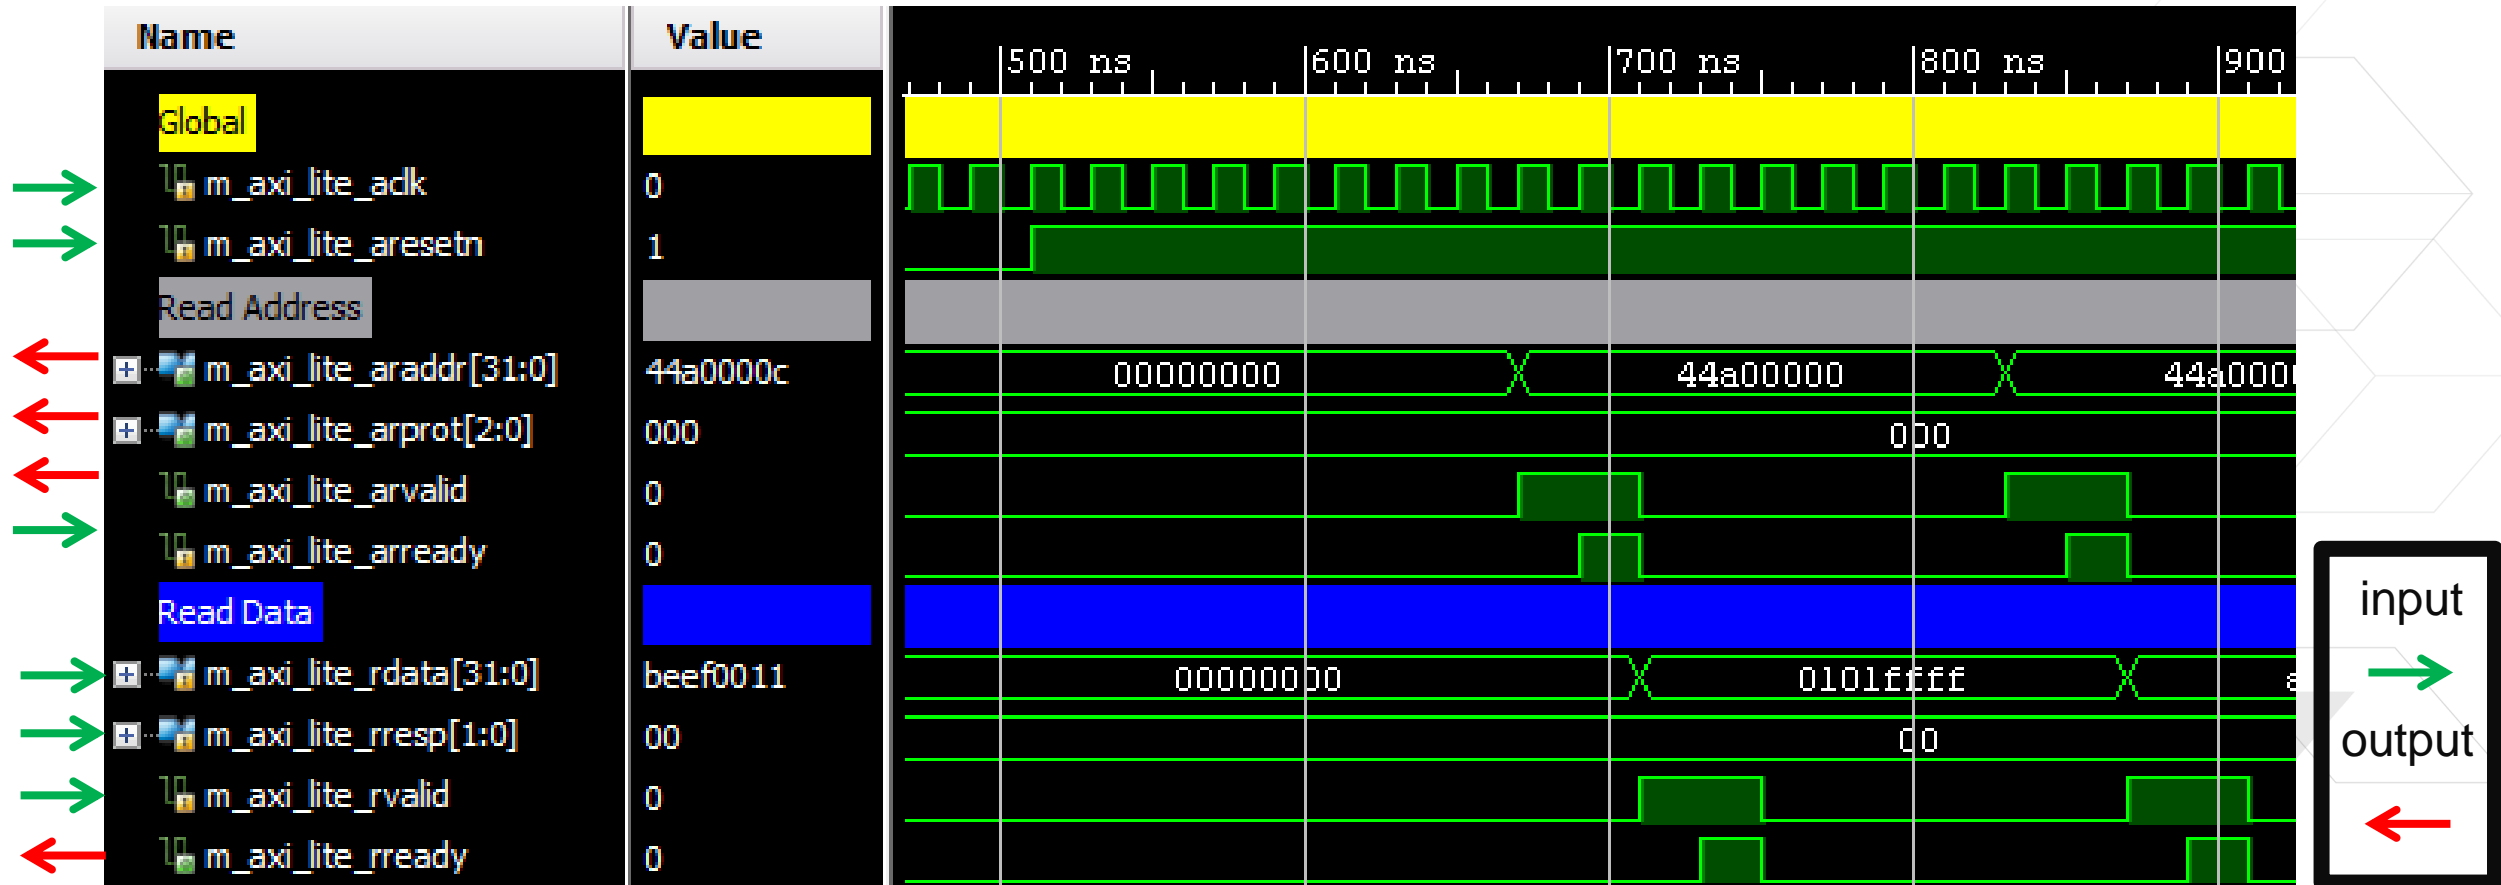 Name Value
500 ns 600 ns 700 ns 800 ns 900
Global
m_axi_lite_aclk 0
m_axi_lite_aresetn 1
Read Address
m_axi_lite_araddr[31:0] 44a0000c 00000000 44a00000 44a000
m_axi_lite_arprot[2:0] 000 000
m_axi_lite_arvalid 0
m_axi_lite_arready 0
Read Data
m_axi_lite_rdata[31:0] beef0011 00000000 0101ffff
m_axi_lite_rresp[1:0] 00 00
m_axi_lite_rvalid 0
m_axi_lite_rready 0
input
output